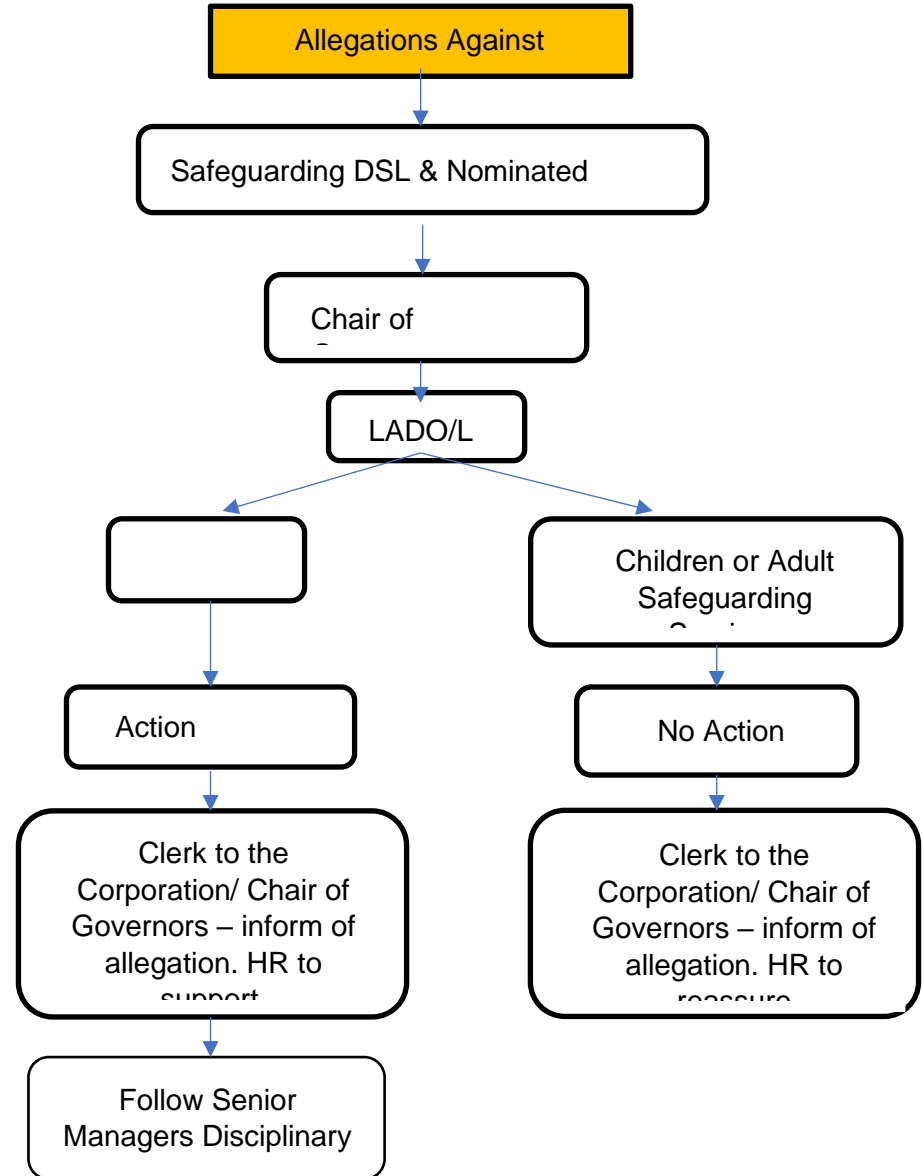 Allegations Against
Safeguarding DSL & Nominated
Chair of
LADO/L
Children or Adult
Safeguarding
Action
No Action
Clerk to the
Corporation/ Chair of
Governors – inform of
allegation. HR to
support
Clerk to the
Corporation/ Chair of
Governors – inform of
allegation. HR to
reassure
Follow Senior
Managers Disciplinary